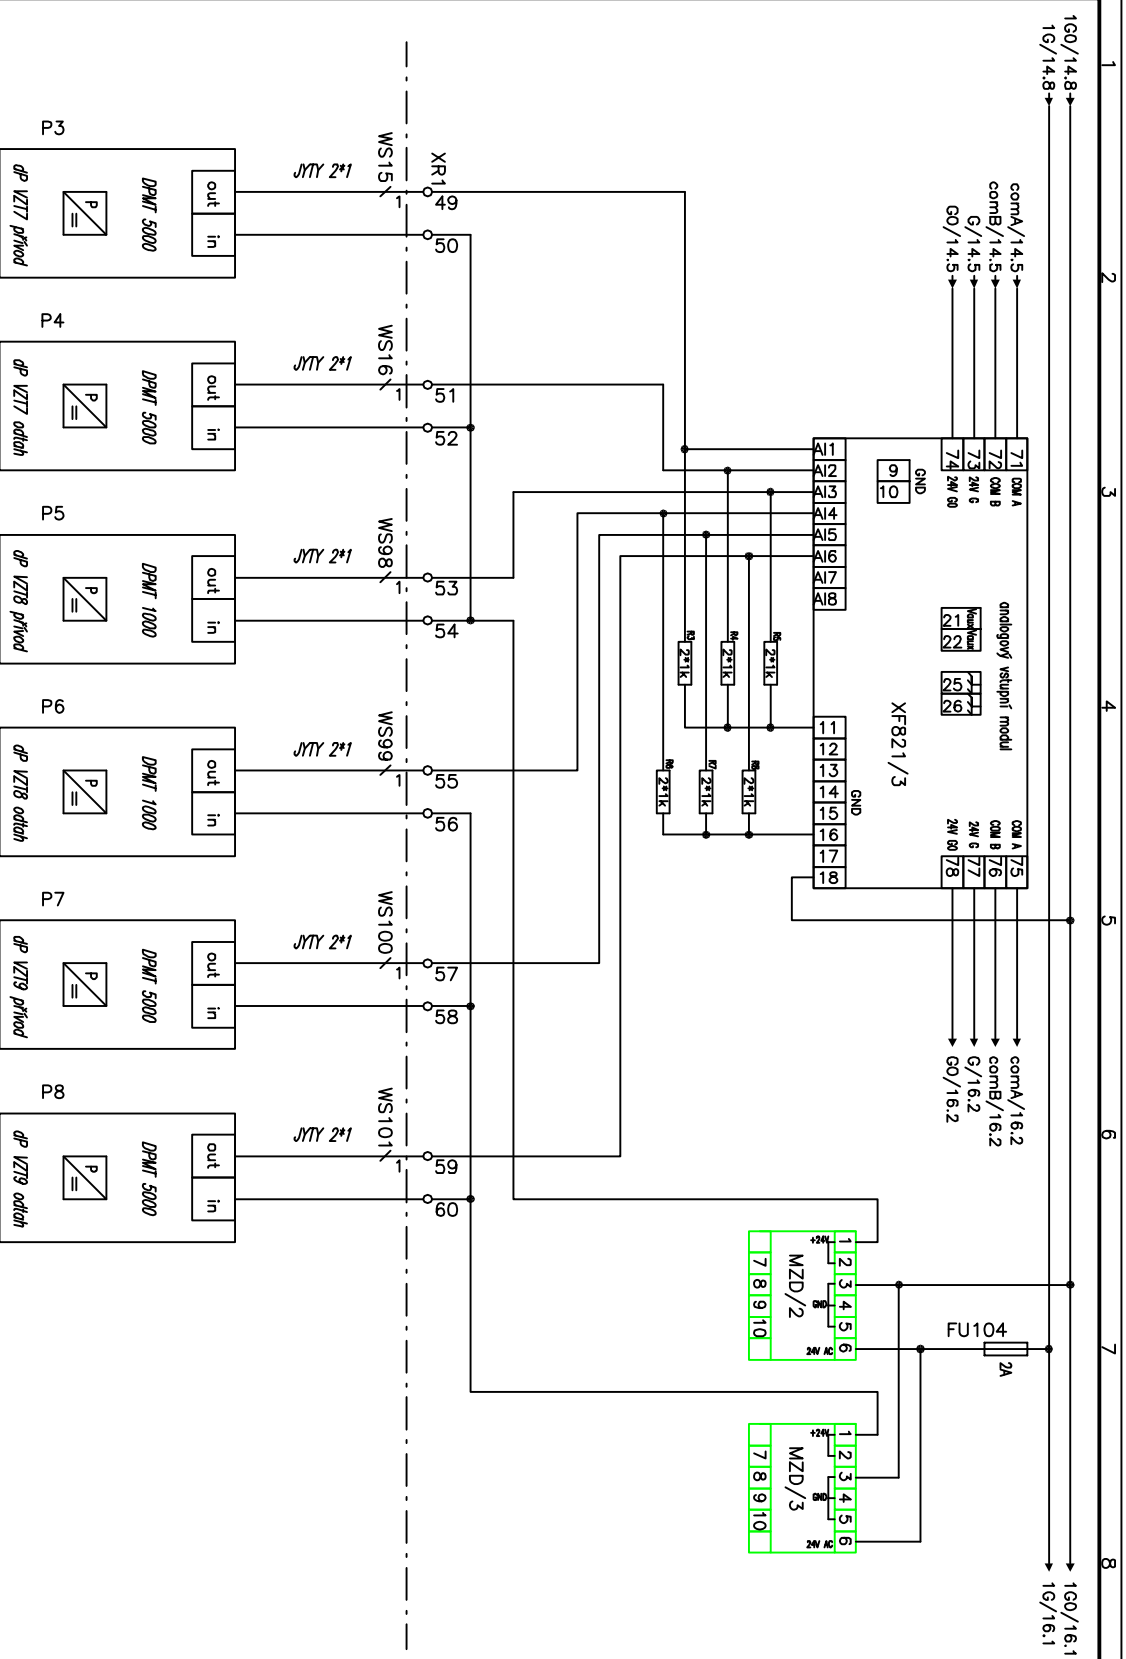 1 2 3 4 5 6 7 8
1G0/14.8
1G/14.8
1G0/16.1
1G/16.1
comA/14.5
comB/14.5
G/14.5
G0/14.5
71 COM A
72 COM B
73 24V G
74 24V G0
GND
9
10
21 Vaux
22 Vaux
25
26
analogový vstupní modul
XF821/3
75 COM A
76 COM B
77 24V G
78 24V G0
comA/16.2
comB/16.2
G/16.2
G0/16.2
AI1
AI2
AI3
AI4
AI5
AI6
AI7
AI8
11
12
13
14
15
16
17
18
GND
R3 2*1k
R4 2*1k
R5 2*1k
R6 2*1k
R7 2*1k
R8 2*1k
FU104
2A
1 2 3 4 5 6
+24V
GND
24V AC
MZD/2
7 8 9 10
1 2 3 4 5 6
+24V
GND
24V AC
MZD/3
7 8 9 10
XR1
49 50 51 52 53 54 55 56 57 58 59 60
WS15 1
WS16 1
WS98 1
WS99 1
WS100 1
WS101 1
JYTY 2*1
JYTY 2*1
JYTY 2*1
JYTY 2*1
JYTY 2*1
JYTY 2*1
P3
out in
DPMT 5000
P
=
dP VZT7 přívod
P4
out in
DPMT 5000
P
=
dP VZT7 odtah
P5
out in
DPMT 1000
P
=
dP VZT8 přívod
P6
out in
DPMT 1000
P
=
dP VZT8 odtah
P7
out in
DPMT 5000
P
=
dP VZT9 přívod
P8
out in
DPMT 5000
P
=
dP VZT9 odtah